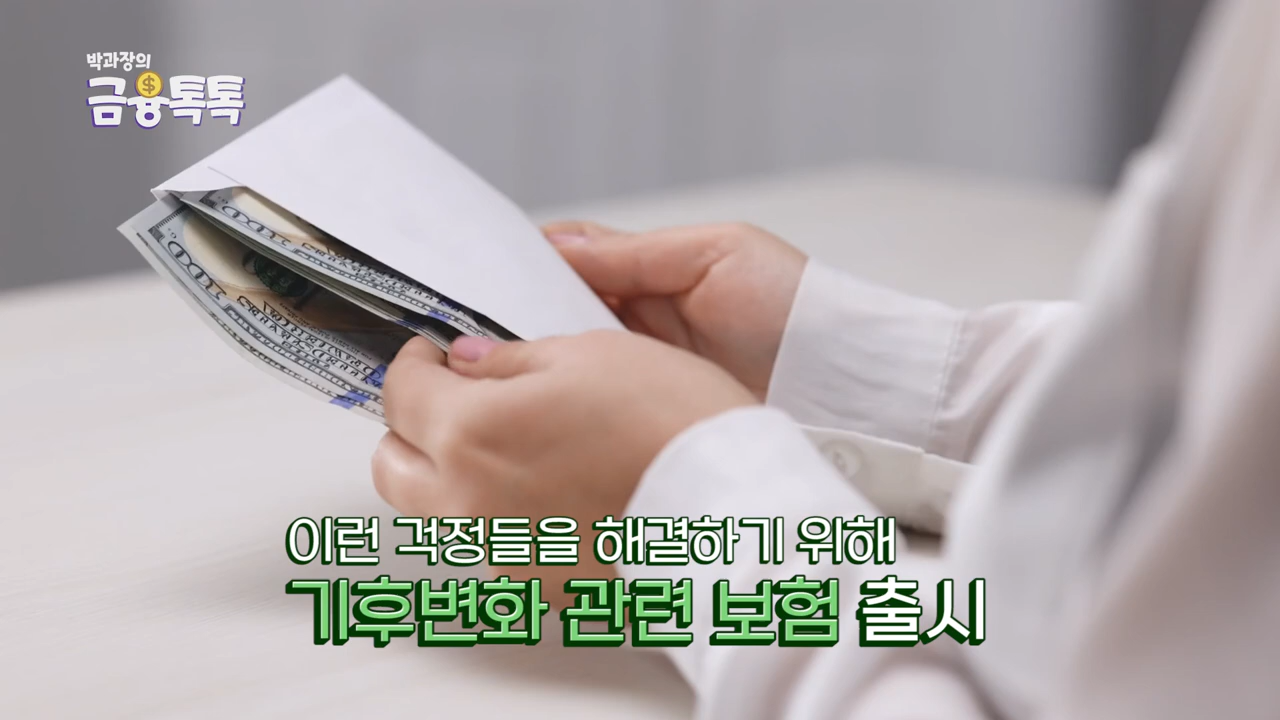 박과장의
금융톡톡
이런 걱정들을 해결하기 위해
기후변화 관련 보험 출시